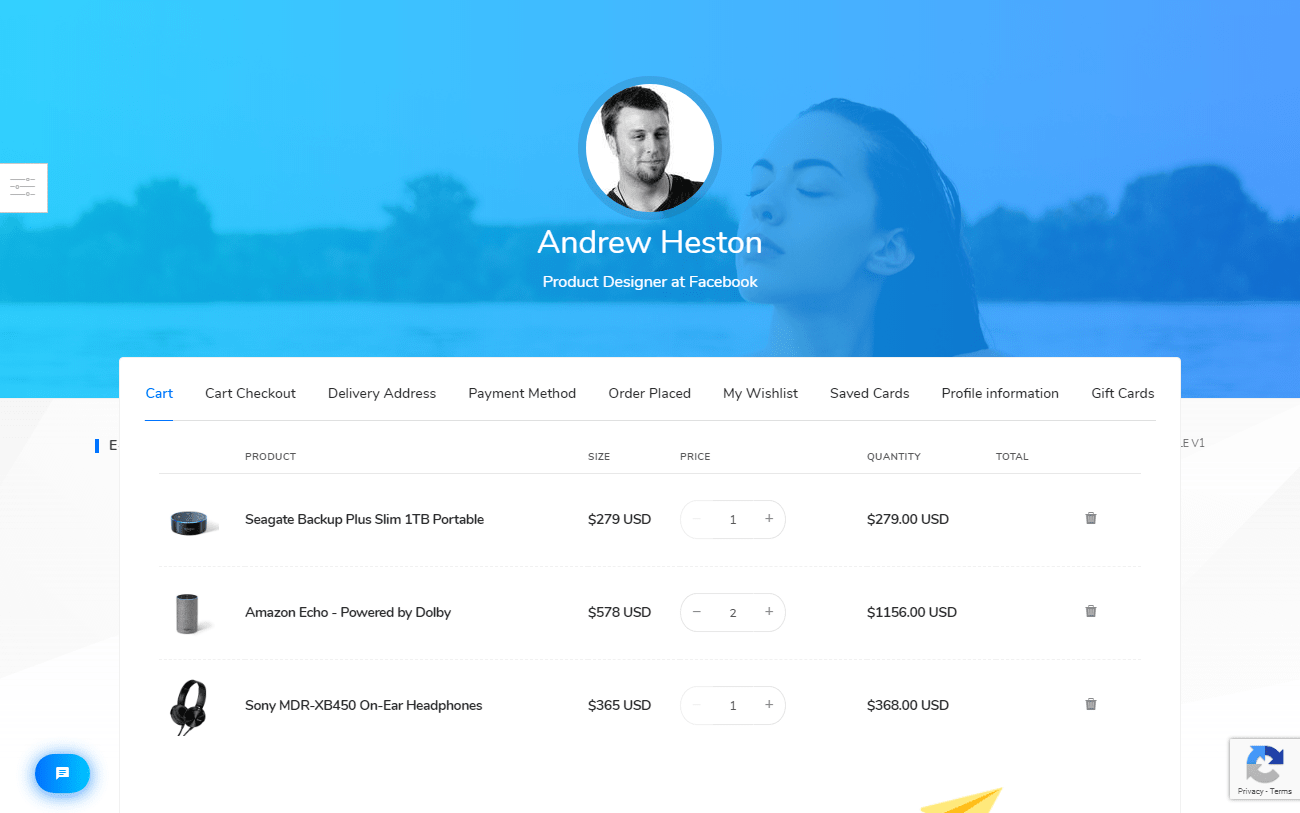 Andrew Heston
Product Designer at Facebook
Cart Cart Checkout Delivery Address Payment Method Order Placed My Wishlist Saved Cards Profile information Gift Cards
E LE V1
PRODUCT SIZE PRICE QUANTITY TOTAL
Seagate Backup Plus Slim 1TB Portable $279 USD − 1 + $279.00 USD
Amazon Echo - Powered by Dolby $578 USD − 2 + $1156.00 USD
Sony MDR-XB450 On-Ear Headphones $365 USD − 1 + $368.00 USD
Privacy - Terms